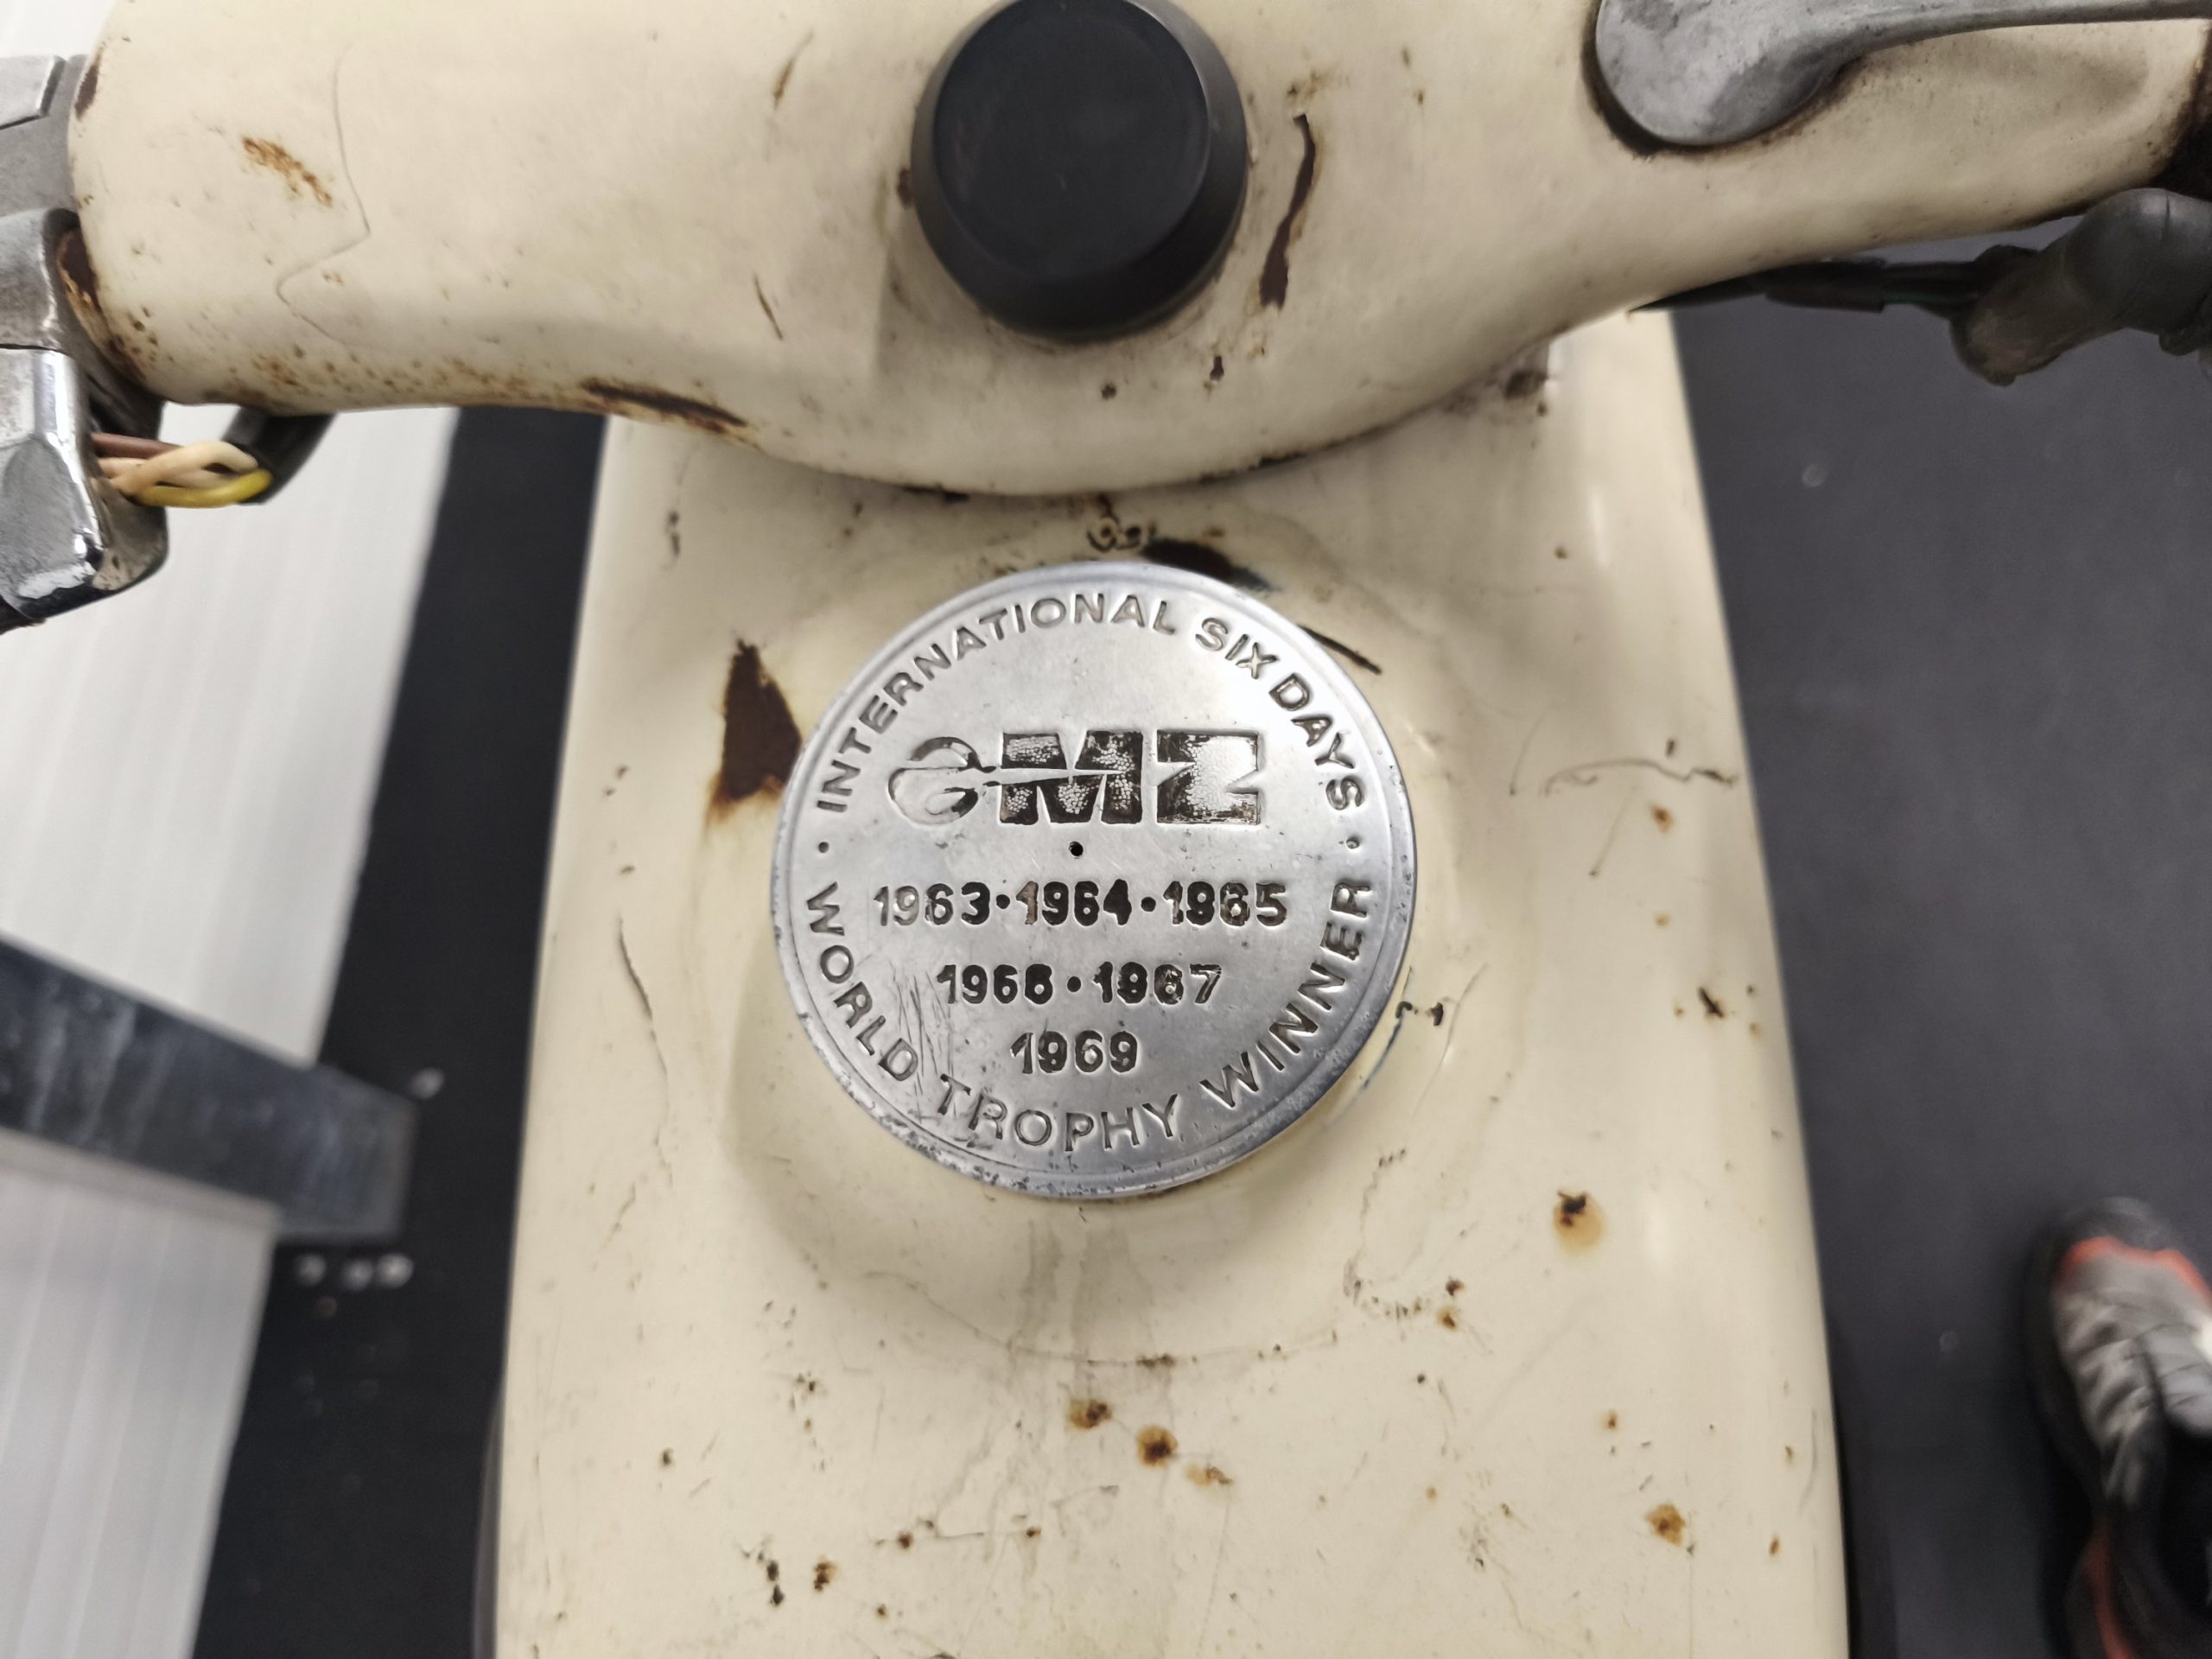 · INTERNATIONAL SIX DAYS ·
MZ
1963·1964·1965
1966·1967
1969
WORLD TROPHY WINNER